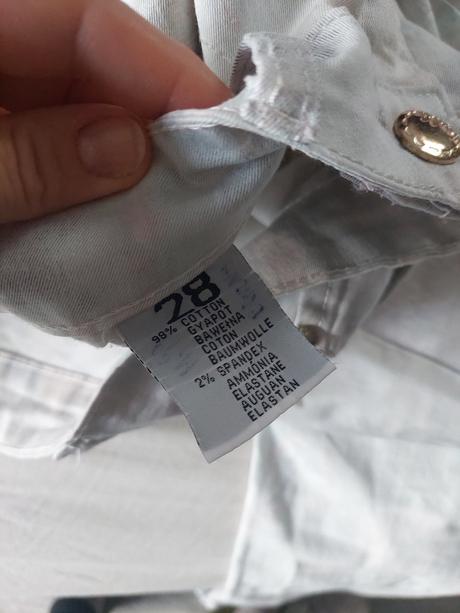 28
98% COTTON
GYAPOT
BAWEŁNA
COTON
BAUMWOLLE
2% SPANDEX
AMMONIA
ELASTANE
AUGUAN
ELASTAN